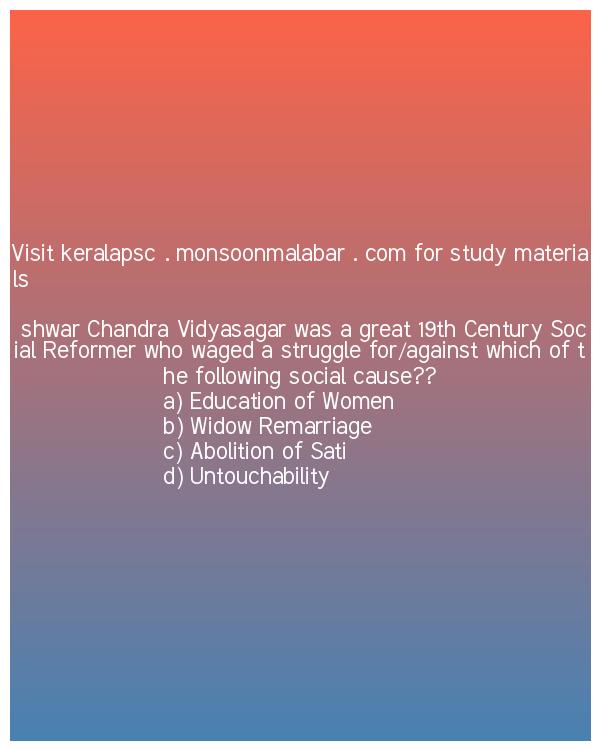 Visit keralapsc . monsoonmalabar . com for study materia
ls
shwar Chandra Vidyasagar was a great 19th Century Soc
ial Reformer who waged a struggle for/against which of t
he following social cause??
a) Education of Women
b) Widow Remarriage
c) Abolition of Sati
d) Untouchability